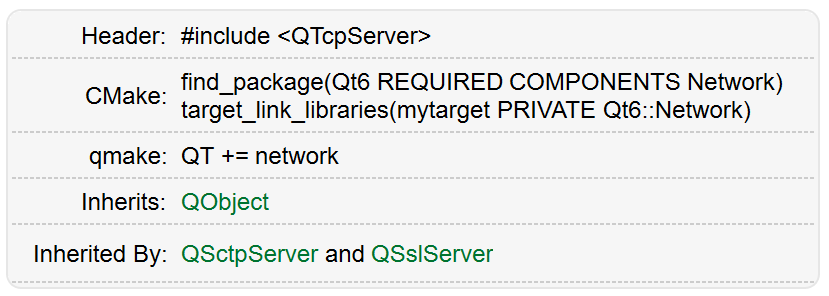 Header: #include <QTcpServer>
CMake: find_package(Qt6 REQUIRED COMPONENTS Network)
target_link_libraries(mytarget PRIVATE Qt6::Network)
qmake: QT += network
Inherits: QObject
Inherited By: QSctpServer and QSslServer